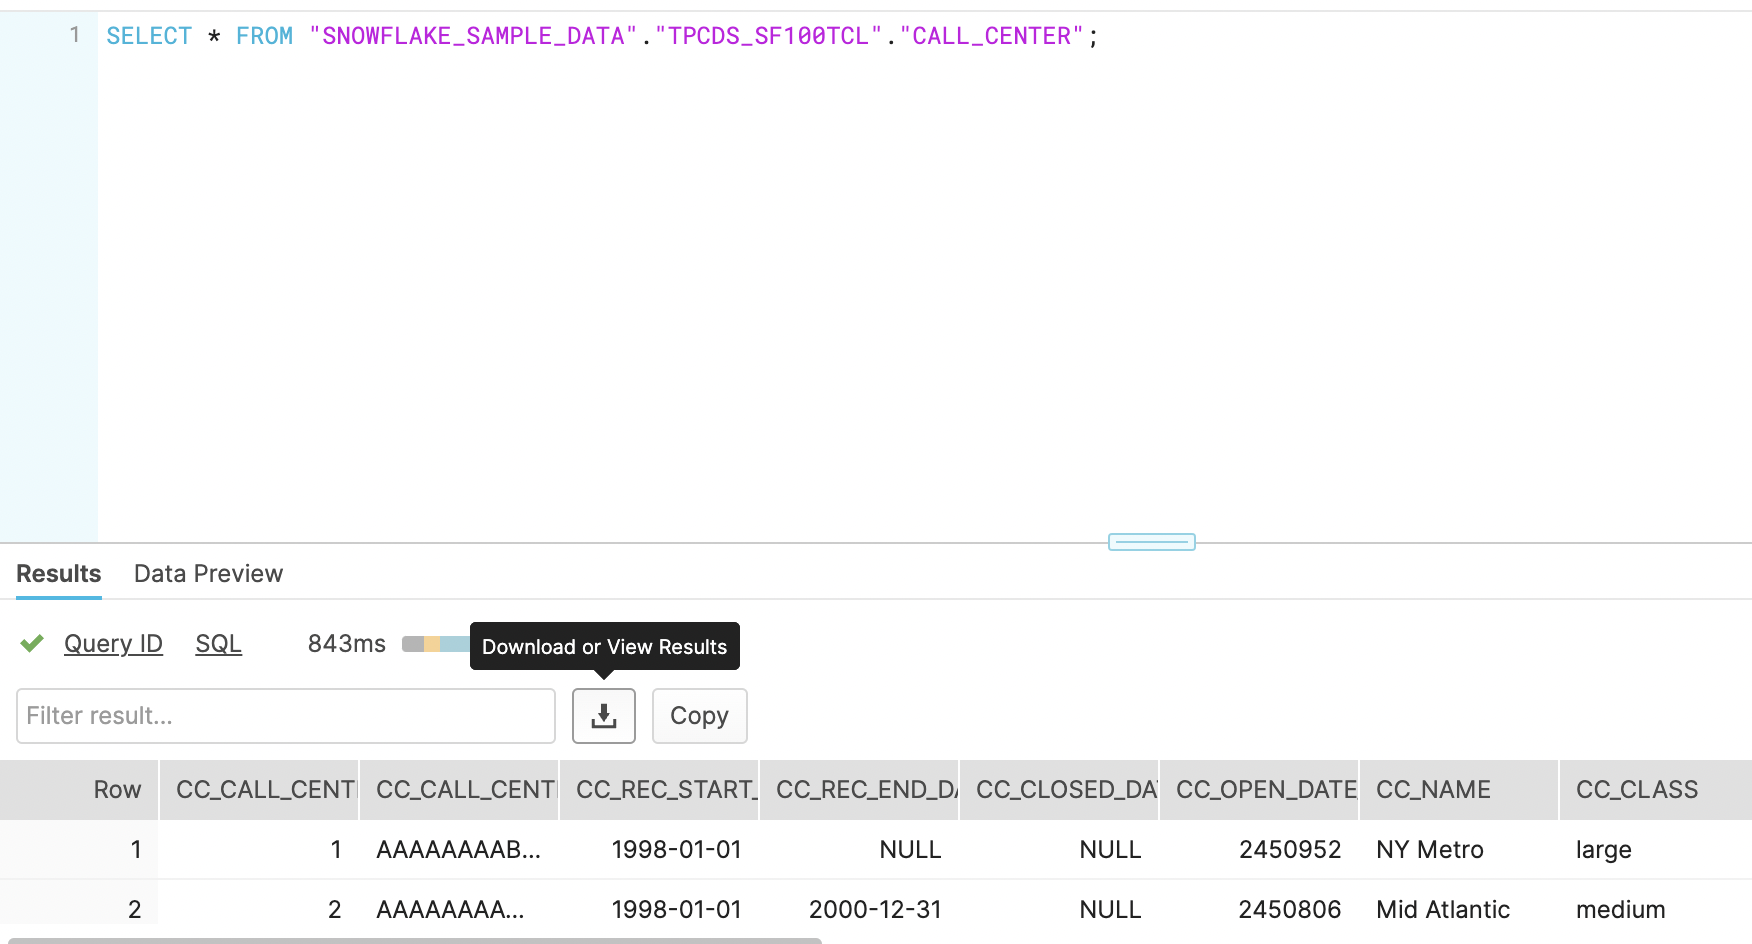 1 SELECT * FROM "SNOWFLAKE_SAMPLE_DATA"."TPCDS_SF100TCL"."CALL_CENTER";
Results Data Preview
Query ID SQL 843ms Download or View Results
Filter result... Copy
Row CC_CALL_CENT CC_CALL_CENT CC_REC_START_ CC_REC_END_DA CC_CLOSED_DA CC_OPEN_DATE_ CC_NAME CC_CLASS
1 1 AAAAAAAAB... 1998-01-01 NULL NULL 2450952 NY Metro large
2 2 AAAAAAAA... 1998-01-01 2000-12-31 NULL 2450806 Mid Atlantic medium